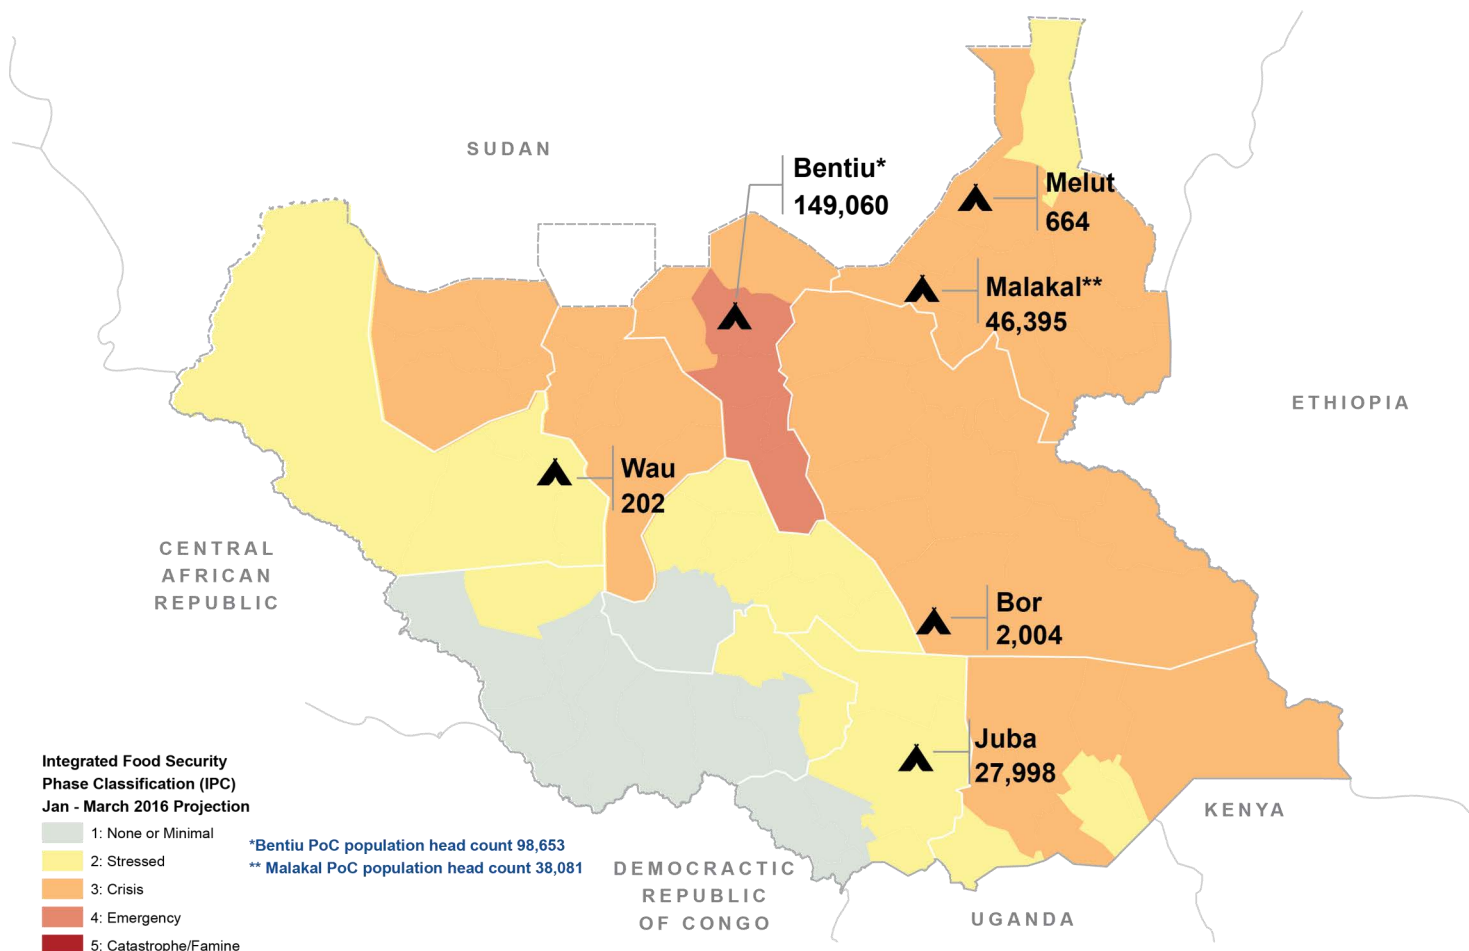 SUDAN
Bentiu*
149,060
Melut
664
Malakal**
46,395
ETHIOPIA
Wau
202
CENTRAL
AFRICAN
REPUBLIC
Bor
2,004
Juba
27,998
KENYA
Integrated Food Security
Phase Classification (IPC)
Jan - March 2016 Projection
1: None or Minimal
2: Stressed
3: Crisis
4: Emergency
5: Catastrophe/Famine
*Bentiu PoC population head count 98,653
** Malakal PoC population head count 38,081
DEMOCRACTIC
REPUBLIC
OF CONGO
UGANDA